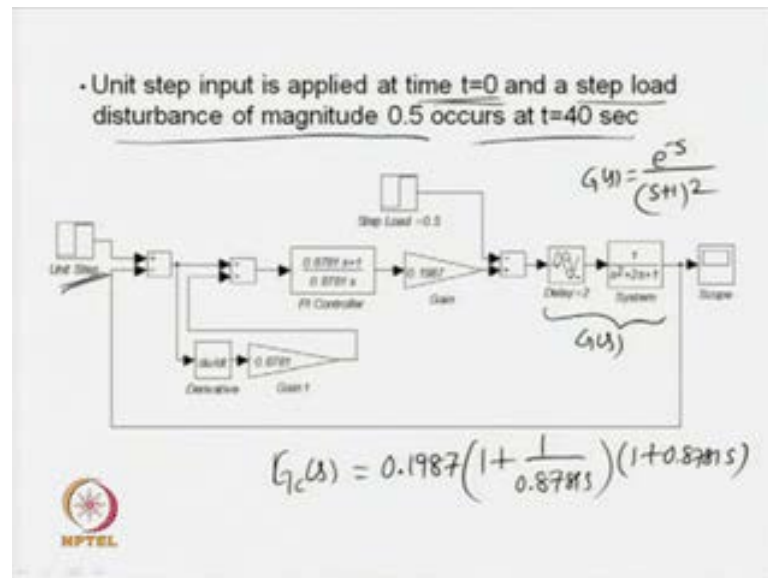 · Unit step input is applied at time t=0 and a step load
disturbance of magnitude 0.5 occurs at t=40 sec
G(s) = e^-s / (s+1)^2
Step Load =0.5
Unit Step
0.8781 s+1
0.8781 s
PI Controller
0.1987
Gain
Delay=2
1
s²+2s+1
System
Scope
G(s)
du/dt
Derivative
0.8781
Gain 1
Gc(s) = 0.1987(1 + 1/0.8781s)(1+0.8781s)
NPTEL